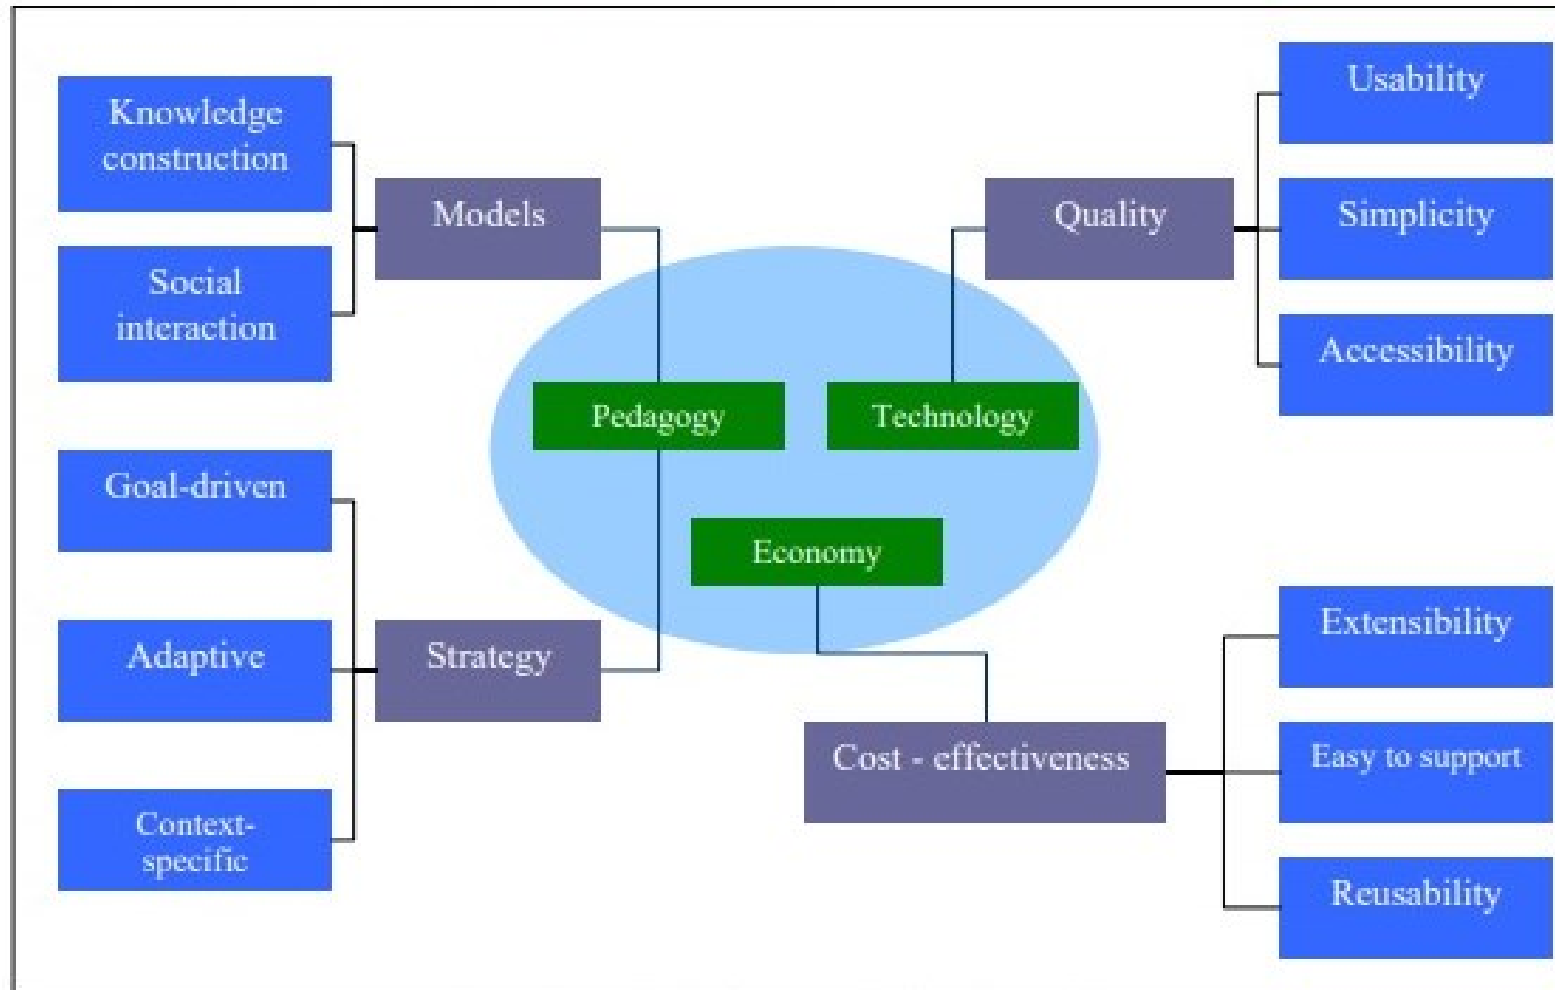 Knowledge
construction
Social
interaction
Models
Goal-driven
Adaptive
Context-
specific
Strategy
Pedagogy
Technology
Economy
Quality
Usability
Simplicity
Accessibility
Cost - effectiveness
Extensibility
Easy to support
Reusability